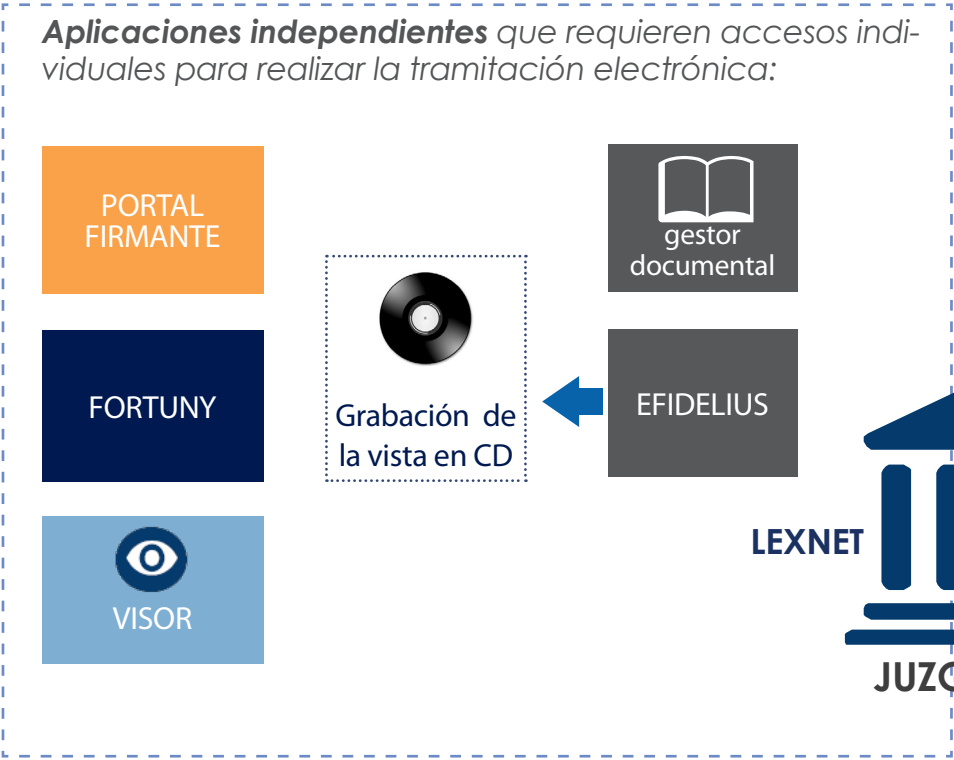 Aplicaciones independientes que requieren accesos indi-
viduales para realizar la tramitación electrónica:
PORTAL
FIRMANTE
gestor
documental
FORTUNY
Grabación de
la vista en CD
EFIDELIUS
LEXNET
VISOR